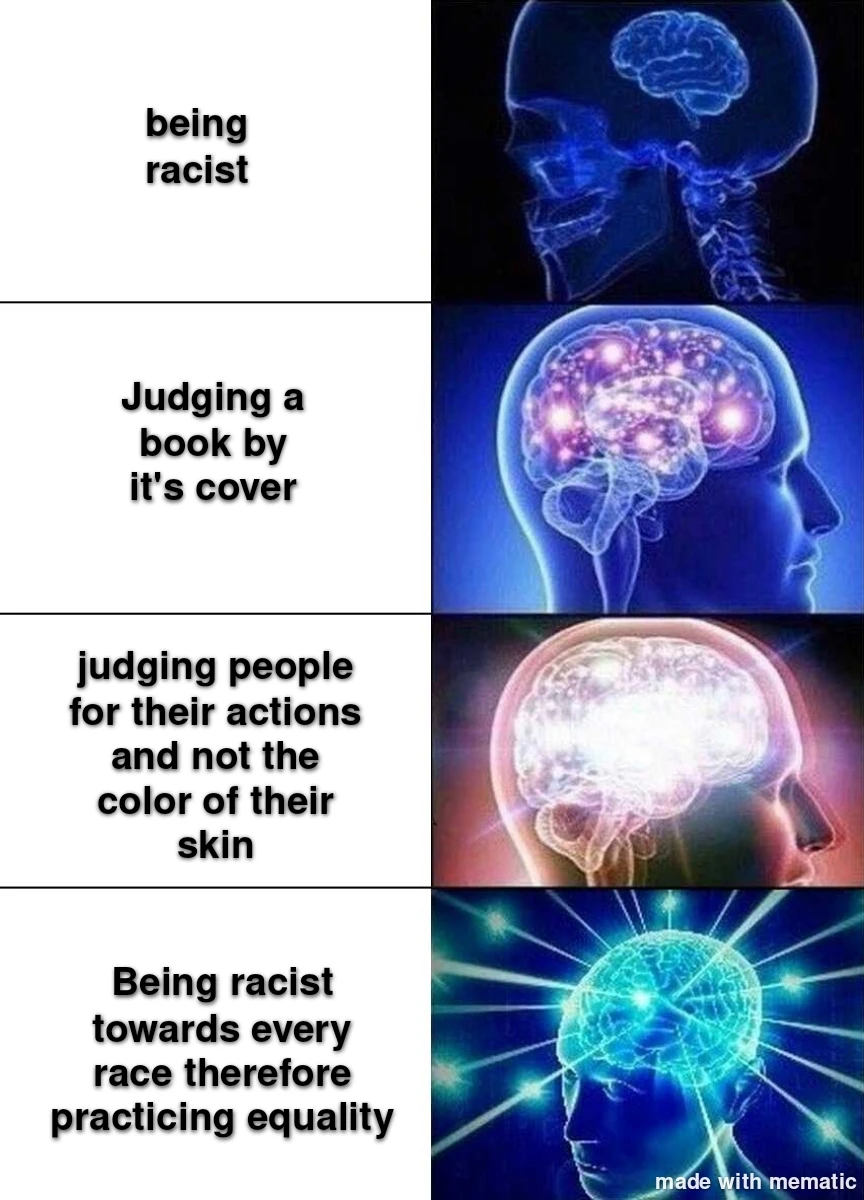 being
racist
Judging a
book by
it's cover
judging people
for their actions
and not the
color of their
skin
Being racist
towards every
race therefore
practicing equality
made with mematic